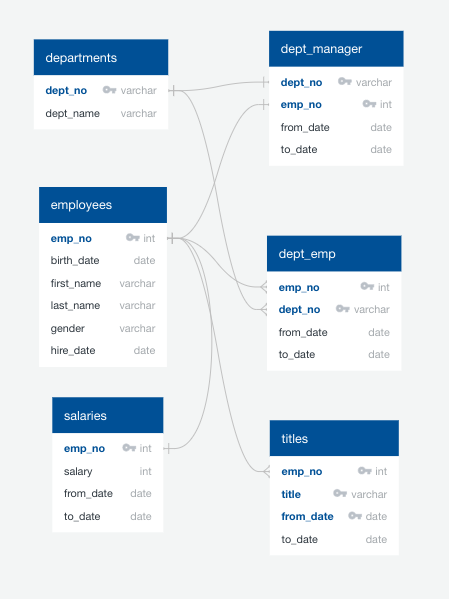 departments
dept_no varchar
dept_name varchar
employees
emp_no int
birth_date date
first_name varchar
last_name varchar
gender varchar
hire_date date
salaries
emp_no int
salary int
from_date date
to_date date
dept_manager
dept_no varchar
emp_no int
from_date date
to_date date
dept_emp
emp_no int
dept_no varchar
from_date date
to_date date
titles
emp_no int
title varchar
from_date date
to_date date